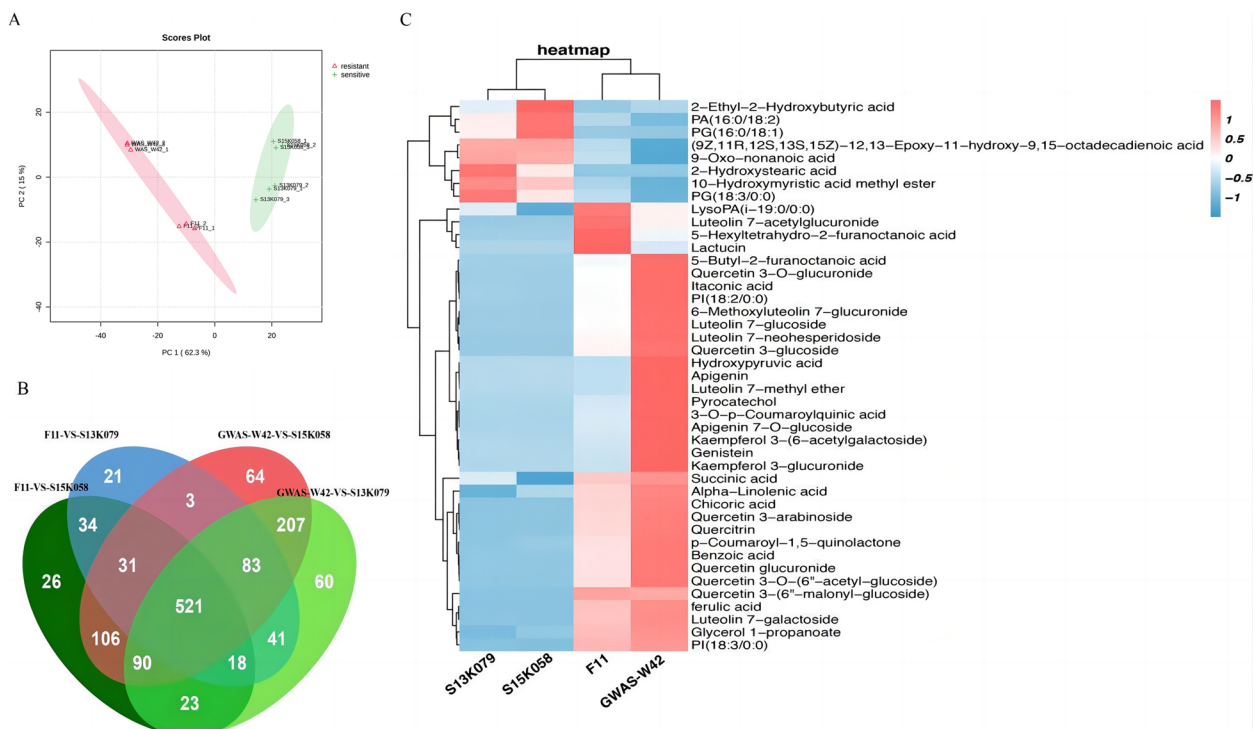 A
Scores Plot
resistant
sensitive
PC 2 ( 15 %)
20
0
-20
-40
WAS_W42_1
S15K058_1
S13K079_2
S13K079_1
S13K079_3
F11_2
F11_1
-40
-20
0
20
PC 1 ( 62.3 %)
B
F11-VS-S13K079
GWAS-W42-VS-S15K058
F11-VS-S15K058
GWAS-W42-VS-S13K079
21
64
34
3
207
26
31
83
60
521
106
90
18
41
23
C
heatmap
2-Ethyl-2-Hydroxybutyric acid
PA(16:0/18:2)
PG(16:0/18:1)
(9Z,11R,12S,13S,15Z)-12,13-Epoxy-11-hydroxy-9,15-octadecadienoic acid
9-Oxo-nonanoic acid
2-Hydroxystearic acid
10-Hydroxymyristic acid methyl ester
PG(18:3/0:0)
LysoPA(i-19:0/0:0)
Luteolin 7-acetylglucuronide
5-Hexyltetrahydro-2-furanoctanoic acid
Lactucin
5-Butyl-2-furanoctanoic acid
Quercetin 3-O-glucuronide
Itaconic acid
PI(18:2/0:0)
6-Methoxyluteolin 7-glucuronide
Luteolin 7-glucoside
Luteolin 7-neohesperidoside
Quercetin 3-glucoside
Hydroxypyruvic acid
Apigenin
Luteolin 7-methyl ether
Pyrocatechol
3-O-p-Coumaroylquinic acid
Apigenin 7-O-glucoside
Kaempferol 3-(6-acetylgalactoside)
Genistein
Kaempferol 3-glucuronide
Succinic acid
Alpha-Linolenic acid
Chicoric acid
Quercetin 3-arabinoside
Quercitrin
p-Coumaroyl-1,5-quinolactone
Benzoic acid
Quercetin glucuronide
Quercetin 3-O-(6"-acetyl-glucoside)
Quercetin 3-(6"-malonyl-glucoside)
ferulic acid
Luteolin 7-galactoside
Glycerol 1-propanoate
PI(18:3/0:0)
S13K079
S15K058
F11
GWAS-W42
1
0.5
0
-0.5
-1